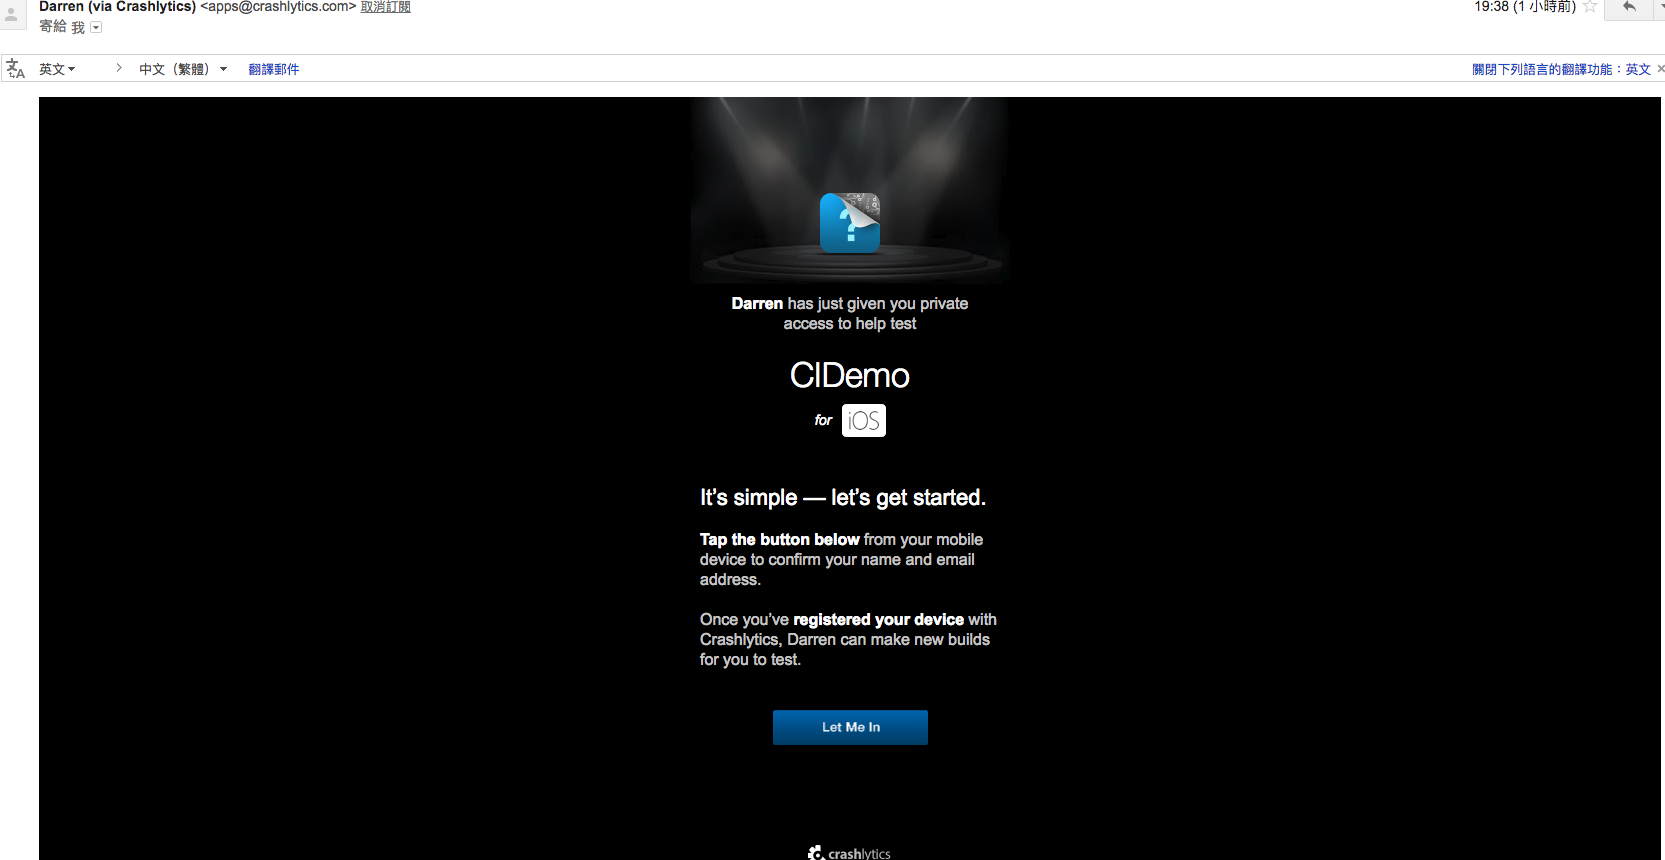 Darren (via Crashlytics) <apps@crashlytics.com> 取消訂閱
19:38 (1 小時前)
寄給 我
英文 中文（繁體） 翻譯郵件
關閉下列語言的翻譯功能：英文
?
Darren has just given you private
access to help test
CIDemo
for iOS
It’s simple — let’s get started.
Tap the button below from your mobile
device to confirm your name and email
address.
Once you’ve registered your device with
Crashlytics, Darren can make new builds
for you to test.
Let Me In
crashlytics